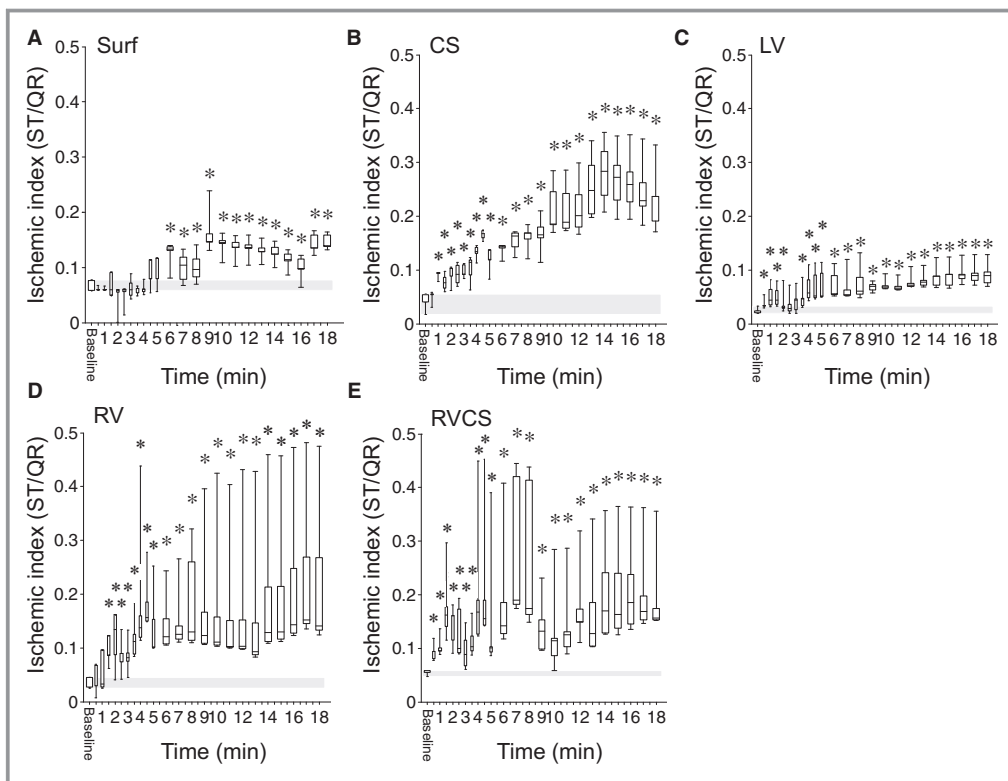 A Surf
Ischemic index (ST/QR)
0.5
0.4
0.3
0.2
0.1
0
* * * * * * * * * * * * *
Baseline 1 2 3 4 5 6 7 8 9 10 12 14 16 18
Time (min)
B CS
Ischemic index (ST/QR)
0.5
0.4
0.3
0.2
0.1
0
Baseline 1 2 3 4 5 6 7 8 9 10 12 14 16 18
Time (min)
C LV
Ischemic index (ST/QR)
0.5
0.4
0.3
0.2
0.1
0
Baseline 1 2 3 4 5 6 7 8 9 10 12 14 16 18
Time (min)
D RV
Ischemic index (ST/QR)
0.5
0.4
0.3
0.2
0.1
0
Baseline 1 2 3 4 5 6 7 8 9 10 12 14 16 18
Time (min)
E RVCS
Ischemic index (ST/QR)
0.5
0.4
0.3
0.2
0.1
0
Baseline 1 2 3 4 5 6 7 8 9 10 12 14 16 18
Time (min)